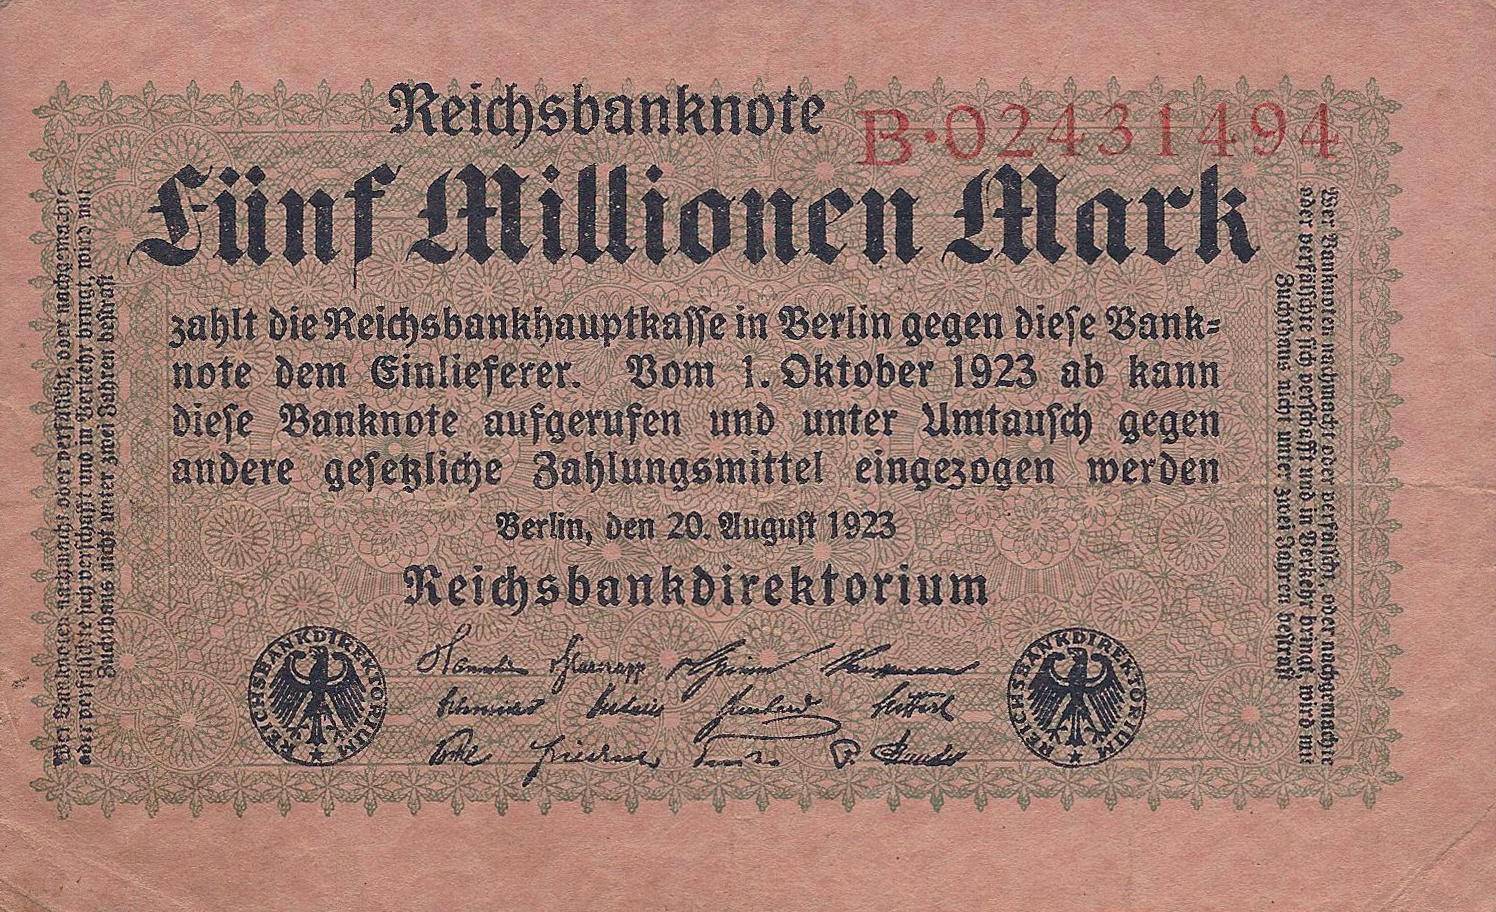 Reichsbanknote
B·02431494
Fünf Millionen Mark
zahlt die Reichsbankhauptkasse in Berlin gegen diese Bank-
note dem Einlieferer. Vom 1. Oktober 1923 ab kann
diese Banknote aufgerufen und unter Umtausch gegen
andere gesetzliche Zahlungsmittel eingezogen werden
Berlin, den 20. August 1923
Reichsbankdirektorium
REICHSBANKDIREKTORIUM
REICHSBANKDIREKTORIUM
Wer Banknoten nachmacht oder verfälscht, oder nachgemachte
oder verfälschte sich verschafft und in Verkehr bringt, wird mit
Zuchthaus nicht unter zwei Jahren bestraft
Wer Banknoten nachmacht oder verfälscht, oder nachgemachte
oder verfälschte sich verschafft und in Verkehr bringt, wird mit
Zuchthaus nicht unter zwei Jahren bestraft